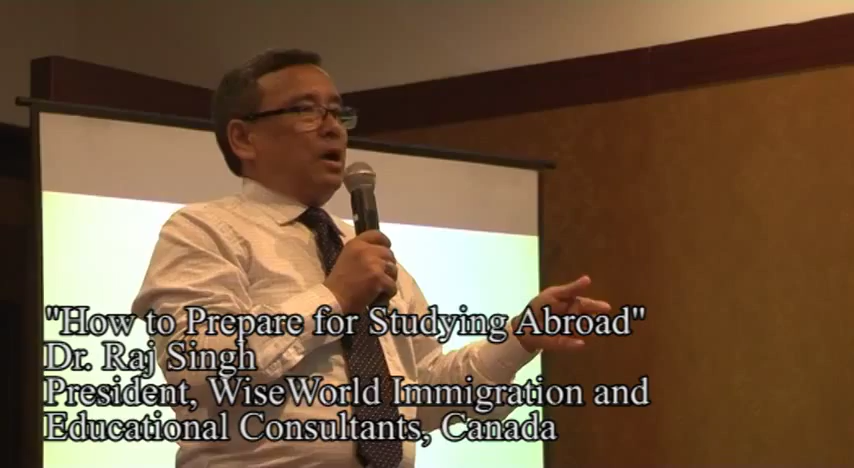 "How to Prepare for Studying Abroad"
Dr. Raj Singh
President, WiseWorld Immigration and
Educational Consultants, Canada